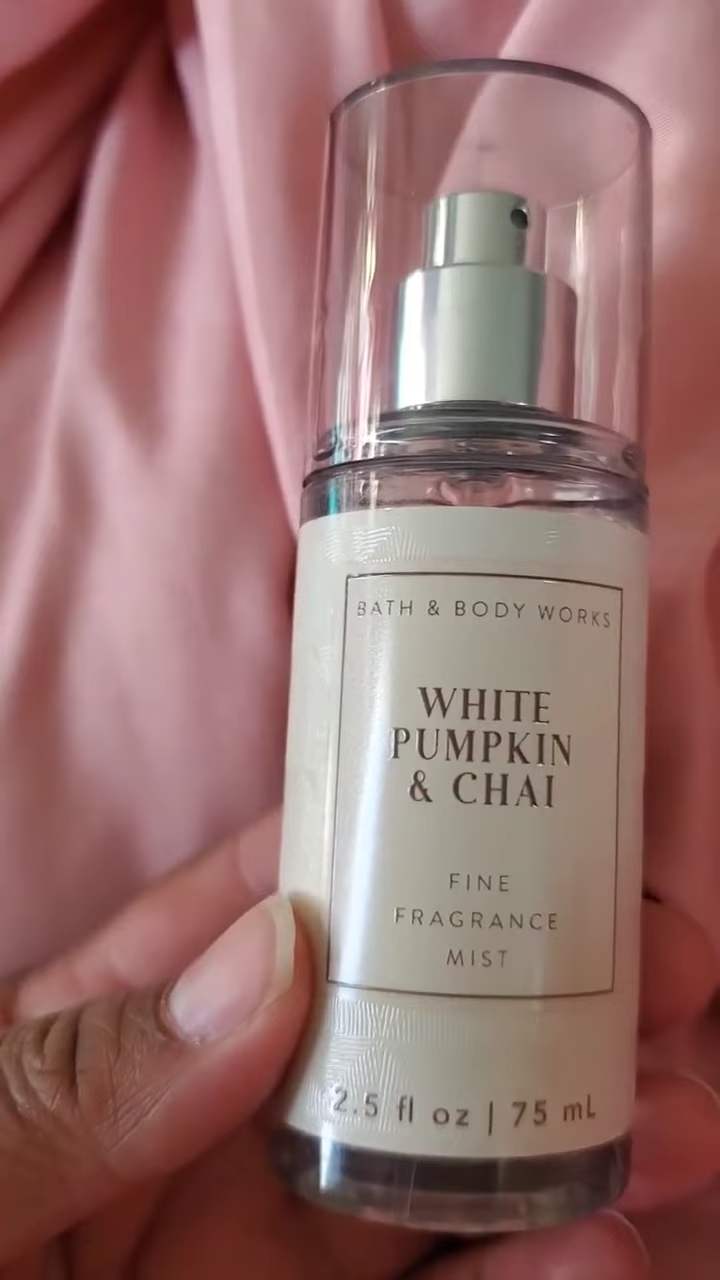 BATH & BODY WORKS
WHITE
PUMPKIN
& CHAI
FINE
FRAGRANCE
MIST
2.5 fl oz | 75 mL